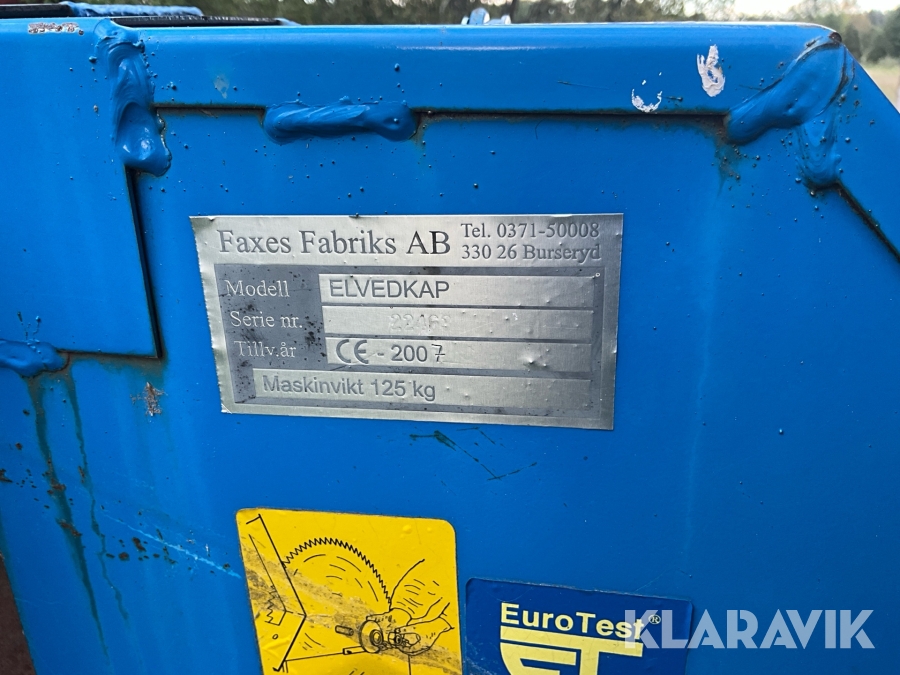 Faxes Fabriks AB
Tel. 0371-50008
330 26 Burseryd
Modell ELVEDKAP
Serie nr.
Tillv.år CE - 2007
Maskinvikt 125 kg
EuroTest®
KLARAVIK